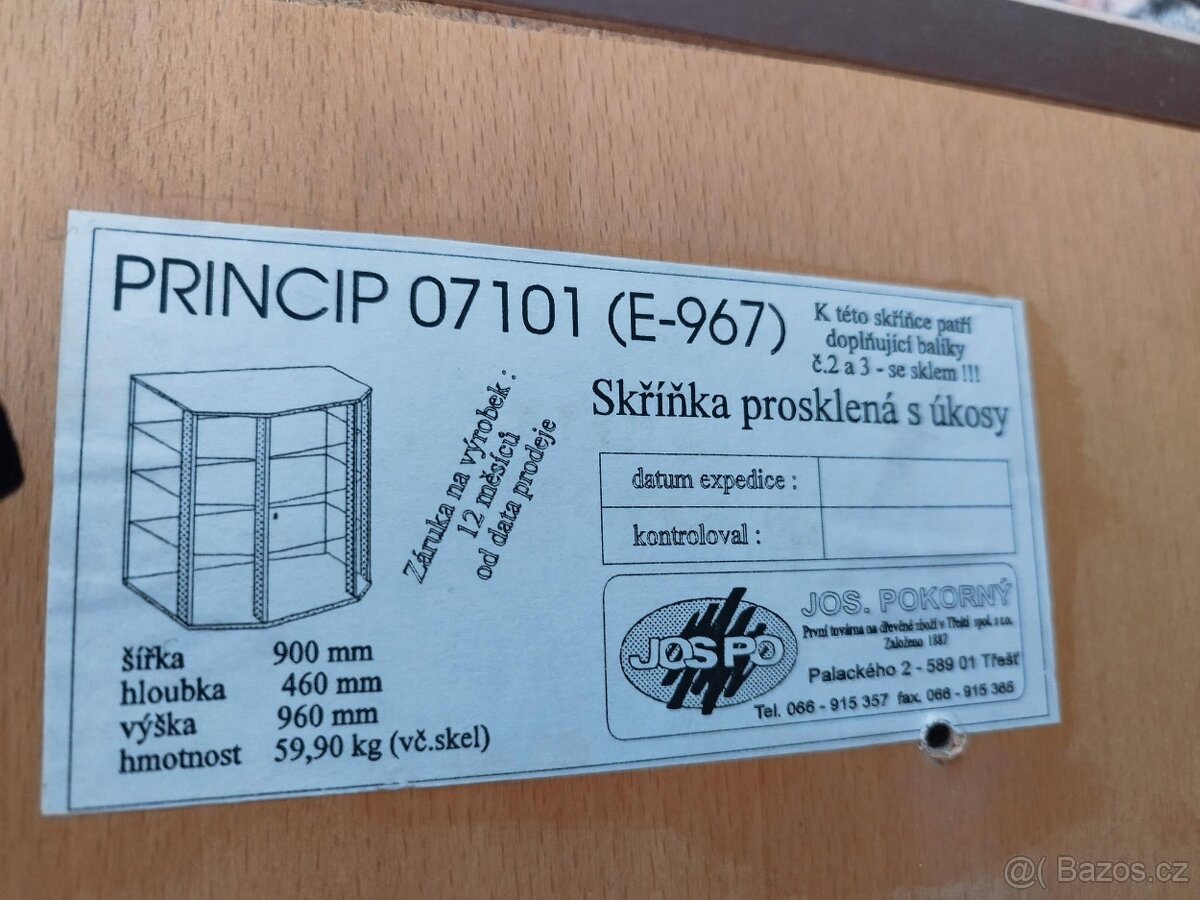 PRINCIP 07101 (E-967)
K této skříňce patří
doplňující balíky
č.2 a 3 - se sklem !!!
Skříňka prosklená s úkosy
Záruka na výrobek :
12 měsíců
od data prodeje
datum expedice :
kontroloval :
šířka 900 mm
hloubka 460 mm
výška 960 mm
hmotnost 59,90 kg (vč.skel)
JOSPO
JOS. POKORNÝ
První továrna na dřevěné zboží v Třešti spol. s r.o.
Založeno 1887
Palackého 2 - 589 01 Třešť
Tel. 066 - 915 357 fax. 066 - 915 365
@( Bazos.cz